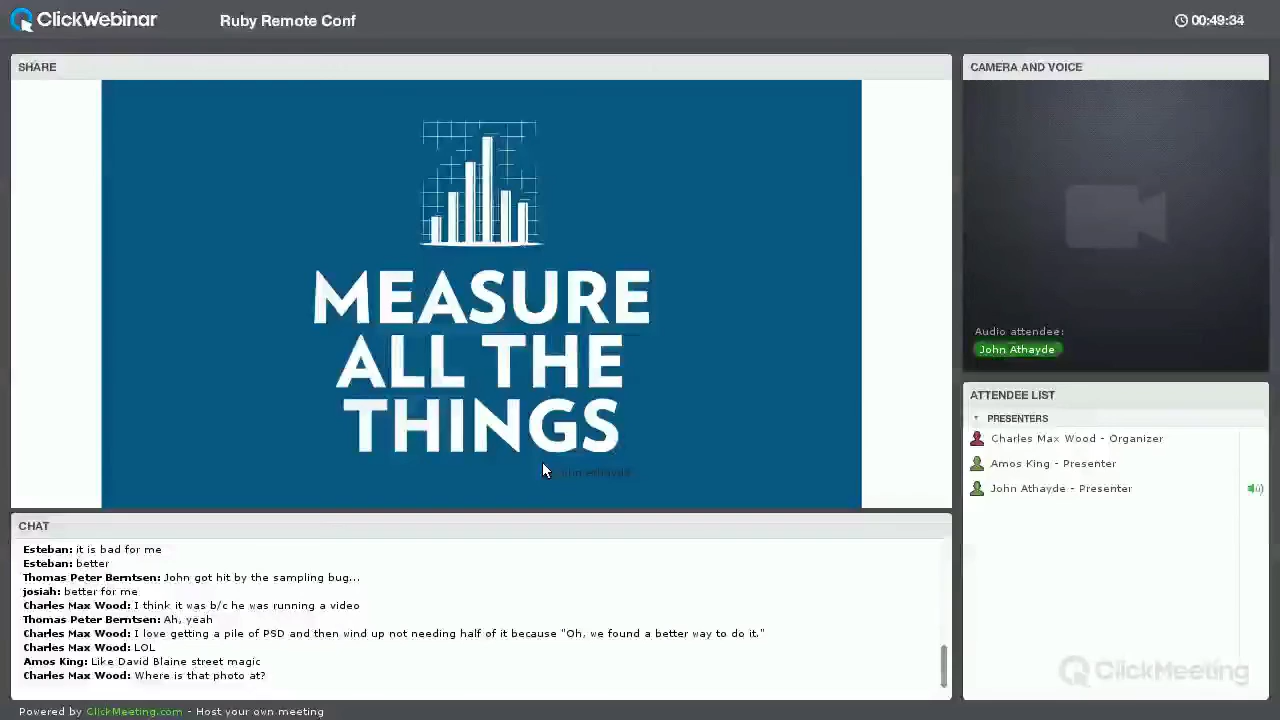 ClickWebinar
Ruby Remote Conf
00:49:34
SHARE
MEASURE
ALL THE
THINGS
John Athayde
CAMERA AND VOICE
Audio attendee:
John Athayde
ATTENDEE LIST
PRESENTERS
Charles Max Wood - Organizer
Amos King - Presenter
John Athayde - Presenter
CHAT
Esteban: it is bad for me
Esteban: better
Thomas Peter Berntsen: John got hit by the sampling bug...
josiah: better for me
Charles Max Wood: I think it was b/c he was running a video
Thomas Peter Berntsen: Ah, yeah
Charles Max Wood: I love getting a pile of PSD and then wind up not needing half of it because "Oh, we found a better way to do it."
Charles Max Wood: LOL
Amos King: Like David Blaine street magic
Charles Max Wood: Where is that photo at?
ClickMeeting
Powered by ClickMeeting.com - Host your own meeting